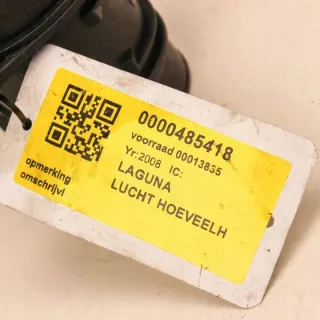 0000485418
voorraad 00013835
Yr:2008 IC:
LAGUNA
LUCHT HOEVEELH
opmerking
omschrijvi